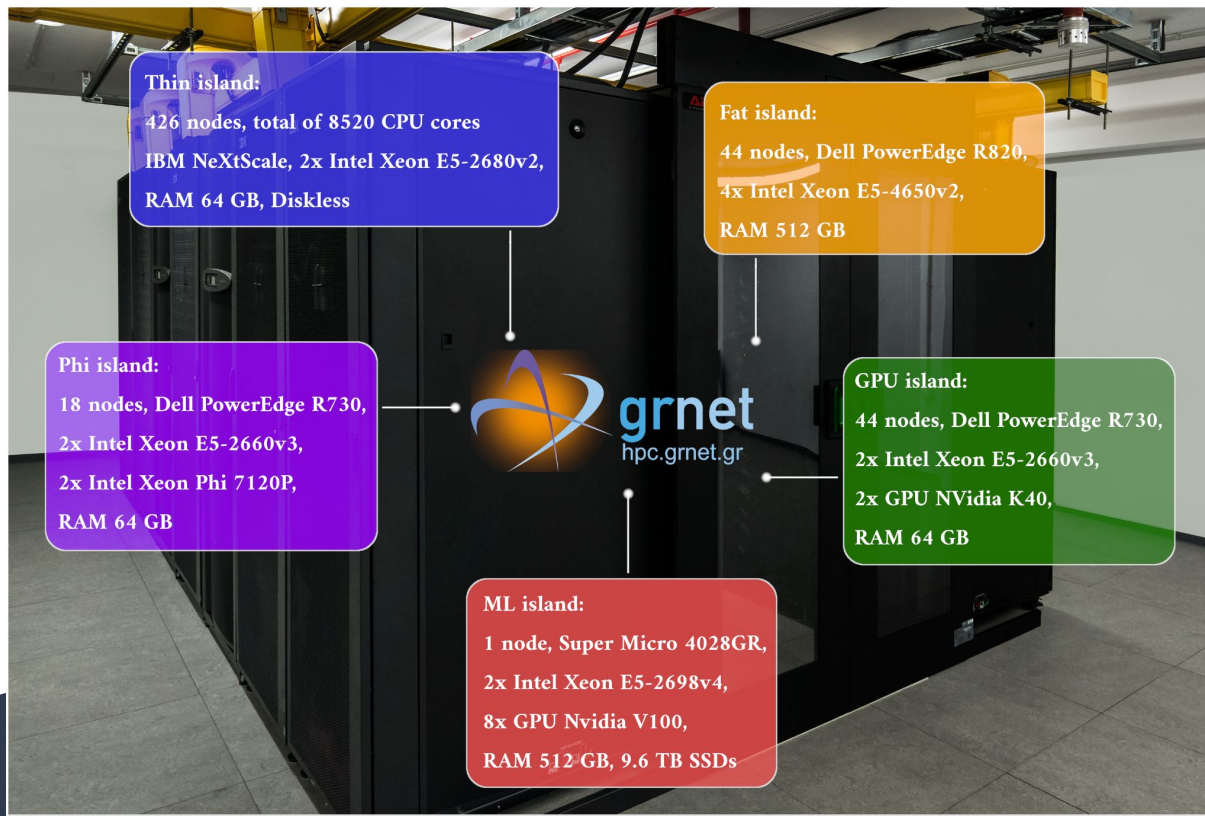 Thin island:
426 nodes, total of 8520 CPU cores
IBM NeXtScale, 2x Intel Xeon E5-2680v2,
RAM 64 GB, Diskless
Fat island:
44 nodes, Dell PowerEdge R820,
4x Intel Xeon E5-4650v2,
RAM 512 GB
Phi island:
18 nodes, Dell PowerEdge R730,
2x Intel Xeon E5-2660v3,
2x Intel Xeon Phi 7120P,
RAM 64 GB
grnet
hpc.grnet.gr
GPU island:
44 nodes, Dell PowerEdge R730,
2x Intel Xeon E5-2660v3,
2x GPU NVidia K40,
RAM 64 GB
ML island:
1 node, Super Micro 4028GR,
2x Intel Xeon E5-2698v4,
8x GPU Nvidia V100,
RAM 512 GB, 9.6 TB SSDs